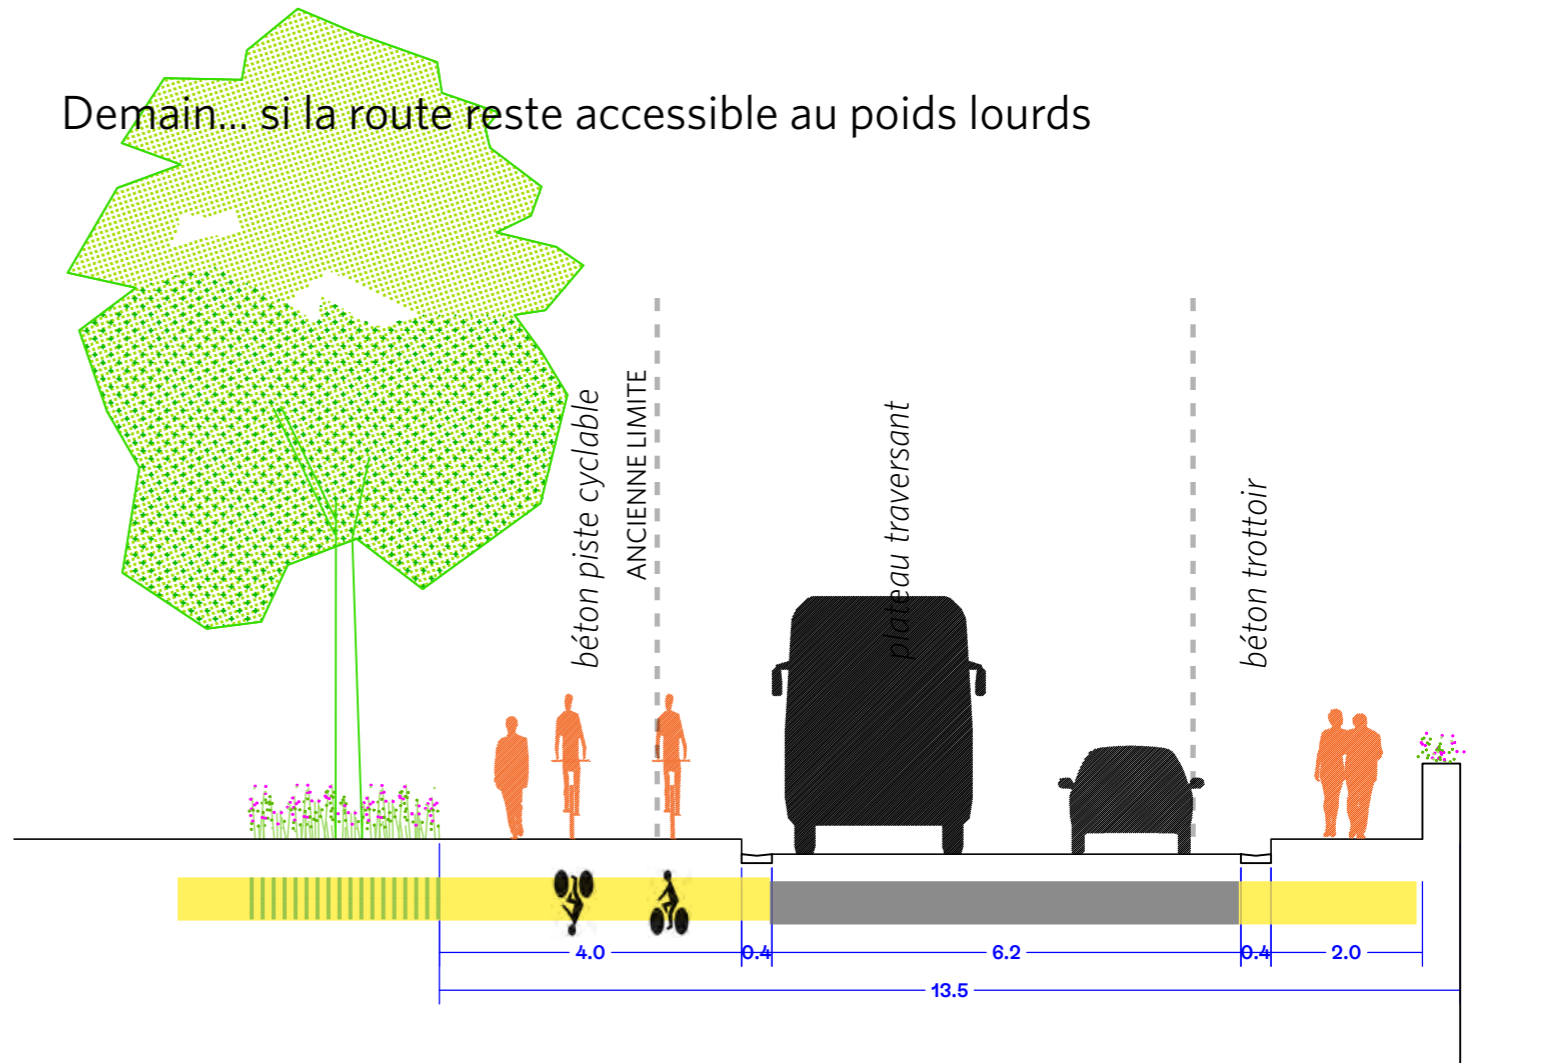 Demain... si la route reste accessible au poids lourds
béton piste cyclable
ANCIENNE LIMITE
plateau traversant
béton trottoir
4.0
0.4
6.2
0.4
2.0
13.5